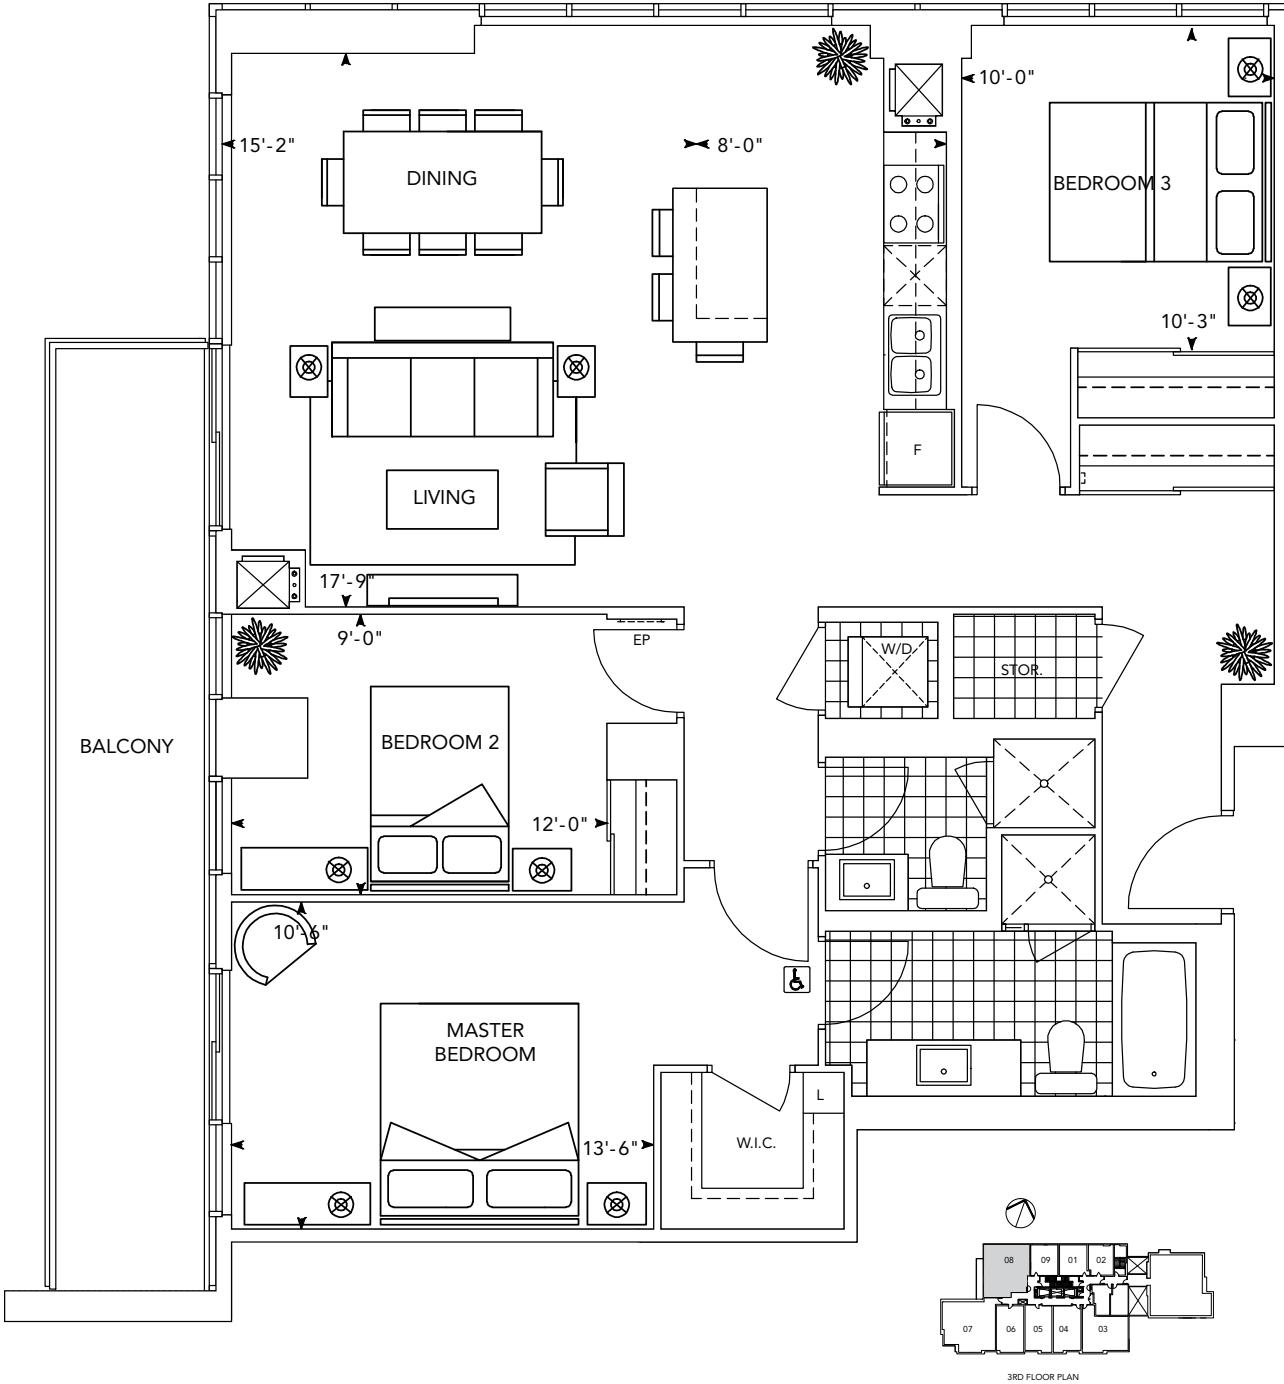 10'-0"
15'-2"
8'-0"
DINING
BEDROOM 3
10'-3"
F
LIVING
17'-9"
9'-0"
EP
W/D
STOR.
BALCONY
BEDROOM 2
12'-0"
10'-6"
MASTER
BEDROOM
13'-6"
W.I.C.
L
08
09
01
02
07
06
05
04
03
3RD FLOOR PLAN